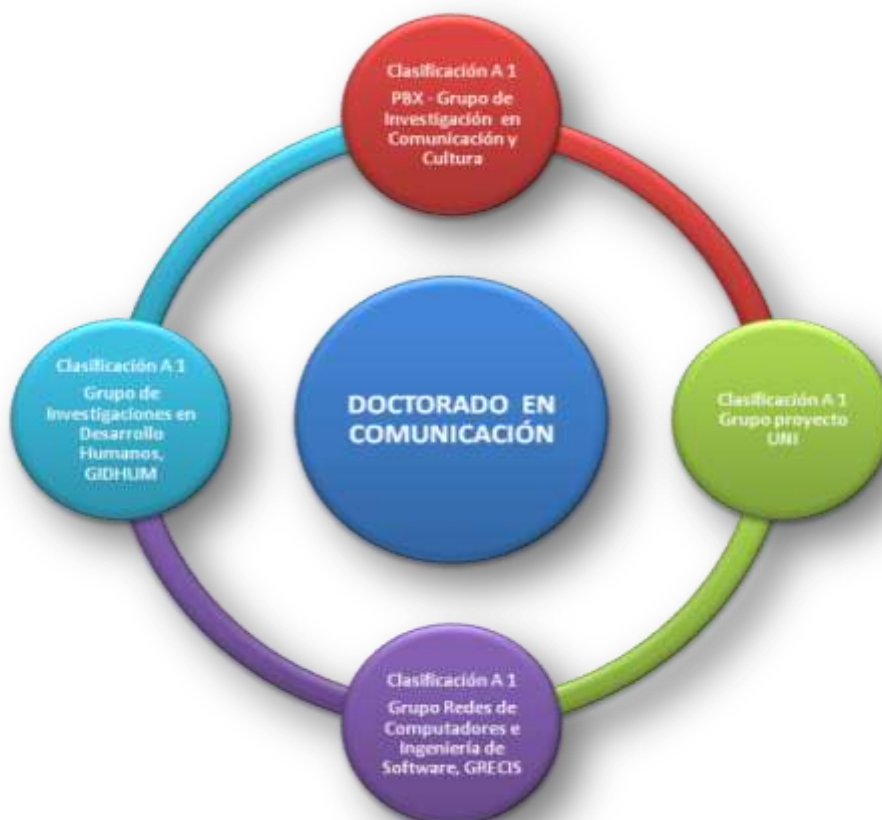 Clasificación A 1
PBX - Grupo de
Investigación en
Comunicación y
Cultura
Clasificación A 1
Grupo de
Investigaciones en
Desarrollo
Humanos,
GIDHUM
DOCTORADO EN
COMUNICACIÓN
Clasificación A 1
Grupo proyecto
UNI
Clasificación A 1
Grupo Redes de
Computadores e
Ingeniería de
Software, GRECIS